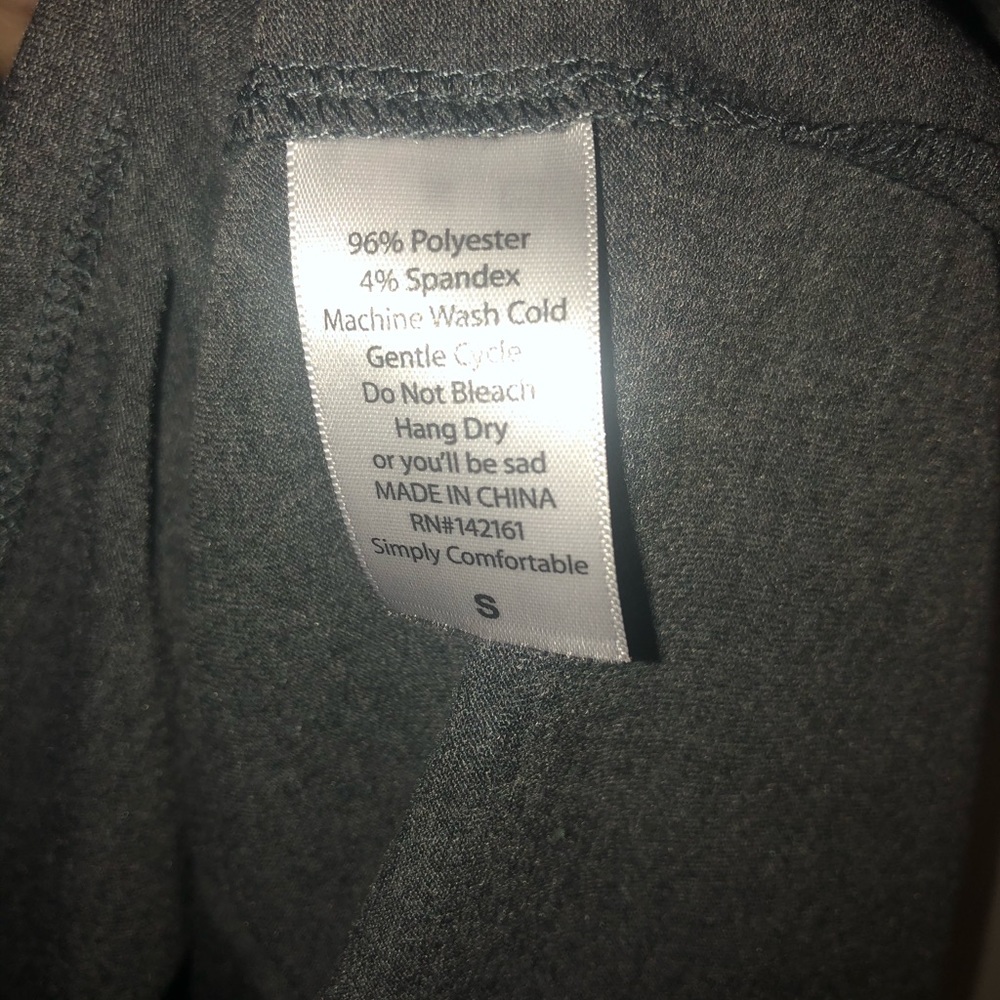 96% Polyester
4% Spandex
Machine Wash Cold
Gentle Cycle
Do Not Bleach
Hang Dry
or you'll be sad
MADE IN CHINA
RN#142161
Simply Comfortable
S